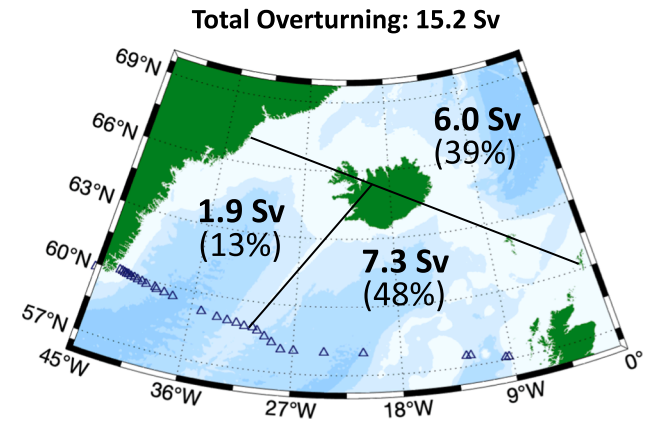 Total Overturning: 15.2 Sv
69°N
66°N
63°N
60°N
57°N
6.0 Sv
(39%)
1.9 Sv
(13%)
7.3 Sv
(48%)
45°W
36°W
27°W
18°W
9°W
0°